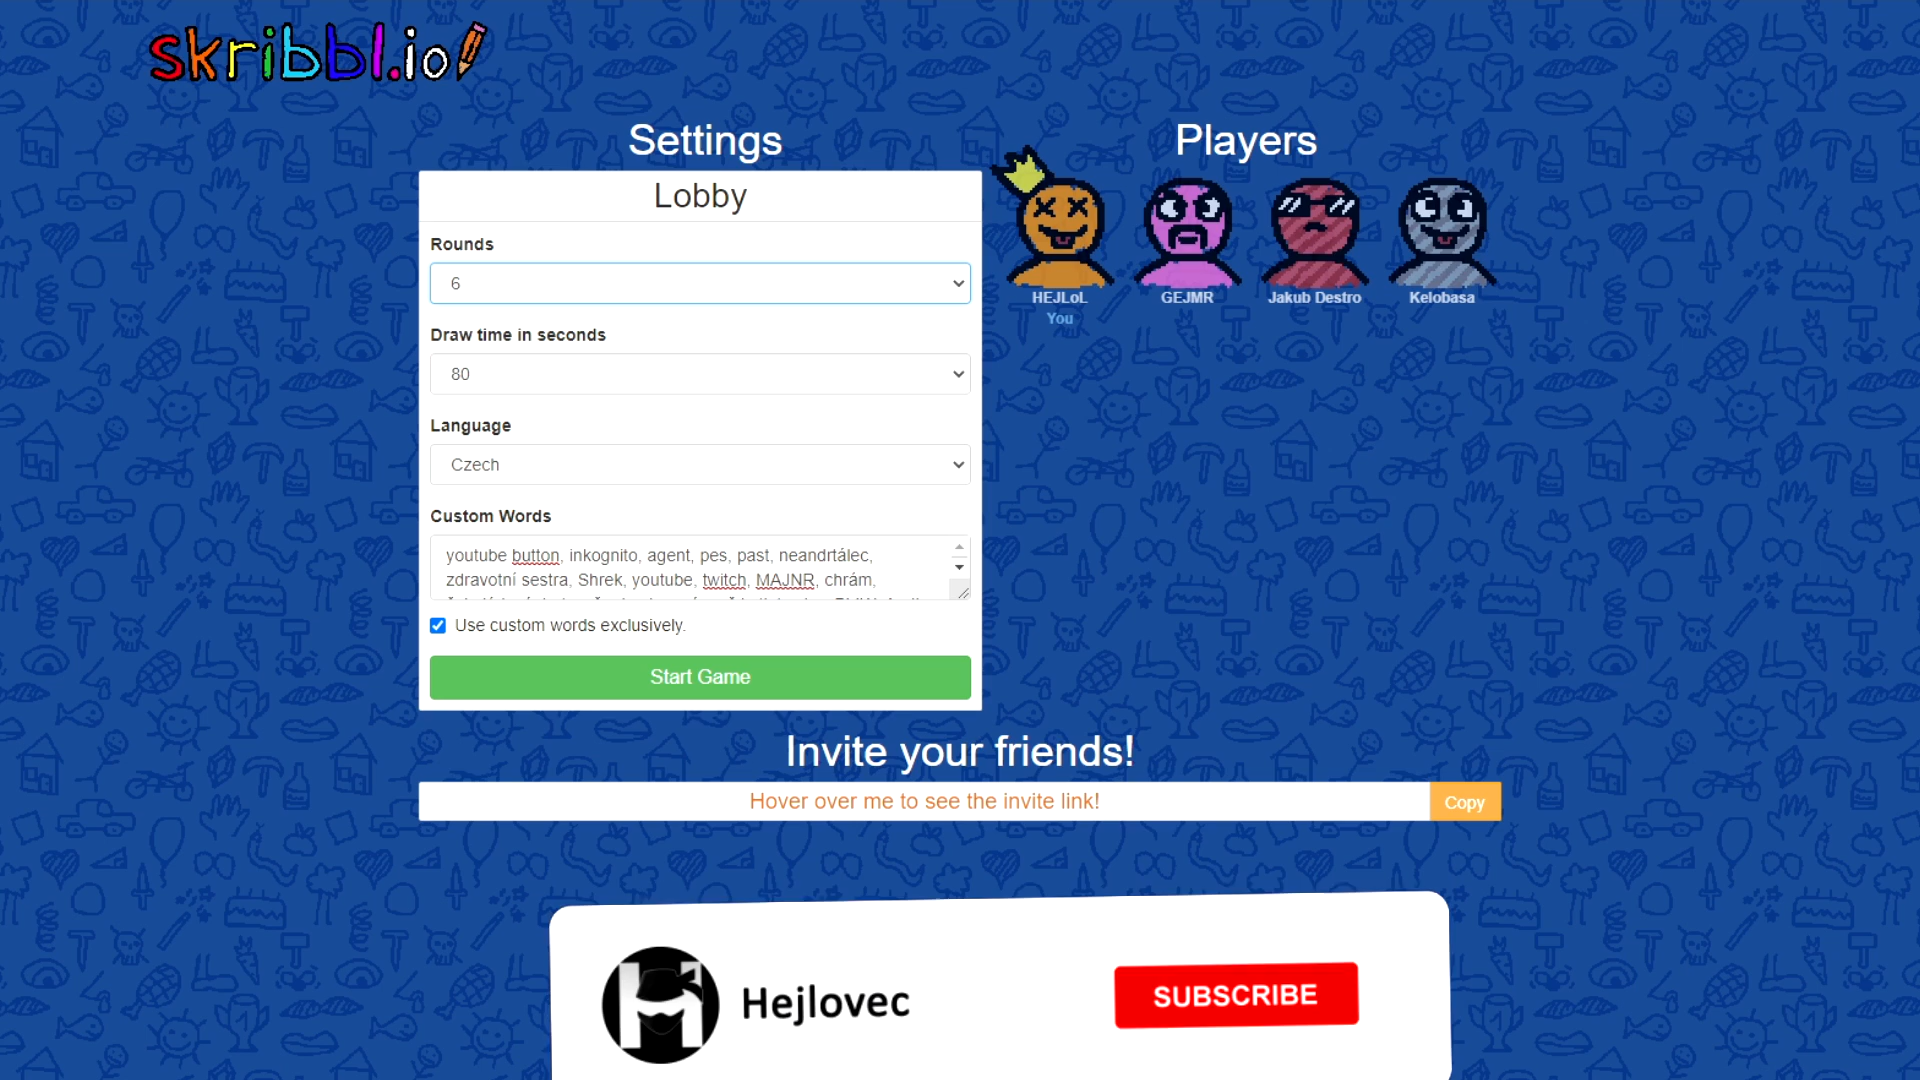 skribbl.io
Settings
Players
Lobby
Rounds
6
HEJLoL
GEJMR
Jakub Destro
Kelobasa
You
Draw time in seconds
80
Language
Czech
Custom Words
youtube button, inkognito, agent, pes, past, neandrtálec,
zdravotní sestra, Shrek, youtube, twitch, MAJNR, chrám,
Use custom words exclusively.
Start Game
Invite your friends!
Hover over me to see the invite link!
Copy
Hejlovec
SUBSCRIBE